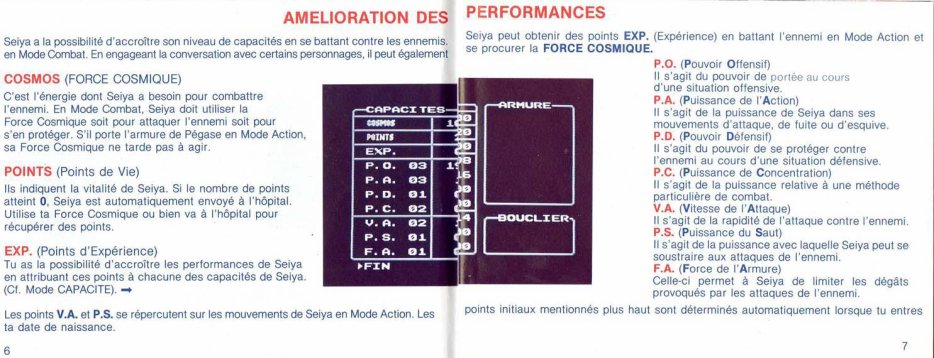 AMELIORATION DES PERFORMANCES
Seiya a la possibilité d'accroître son niveau de capacités en se battant contre les ennemis.
en Mode Combat. En engageant la conversation avec certains personnages, il peut également
COSMOS (FORCE COSMIQUE)
C'est l'énergie dont Seiya a besoin pour combattre
l'ennemi. En Mode Combat, Seiya doit utiliser la
Force Cosmique soit pour attaquer l'ennemi soit pour
s'en protéger. S'il porte l'armure de Pégase en Mode Action,
sa Force Cosmique ne tarde pas à agir.
POINTS (Points de Vie)
Ils indiquent la vitalité de Seiya. Si le nombre de points
atteint 0, Seiya est automatiquement envoyé à l'hôpital.
Utilise ta Force Cosmique ou bien va à l'hôpital pour
récupérer des points.
EXP. (Points d'Expérience)
Tu as la possibilité d'accroître les performances de Seiya
en attribuant ces points à chacune des capacités de Seiya.
(Cf. Mode CAPACITE). ➞
Les points V.A. et P.S. se répercutent sur les mouvements de Seiya en Mode Action. Les
ta date de naissance.
6
CAPACITES
COSMOS
POINTS
EXP.
P.O. 03
P.A. 03
P.D. 01
P.C. 02
V.A. 02
P.S. 01
F.A. 01
▶FIN
ARMURE
BOUCLIER
Seiya peut obtenir des points EXP. (Expérience) en battant l'ennemi en Mode Action et
se procurer la FORCE COSMIQUE.
P.O. (Pouvoir Offensif)
Il s'agit du pouvoir de portée au cours
d'une situation offensive.
P.A. (Puissance de l'Action)
Il s'agit de la puissance de Seiya dans ses
mouvements d'attaque, de fuite ou d'esquive.
P.D. (Pouvoir Défensif)
Il s'agit du pouvoir de se protéger contre
l'ennemi au cours d'une situation défensive.
P.C. (Puissance de Concentration)
Il s'agit de la puissance relative à une méthode
particulière de combat.
V.A. (Vitesse de l'Attaque)
Il s'agit de la rapidité de l'attaque contre l'ennemi.
P.S. (Puissance du Saut)
Il s'agit de la puissance avec laquelle Seiya peut se
soustraire aux attaques de l'ennemi.
F.A. (Force de l'Armure)
Celle-ci permet à Seiya de limiter les dégâts
provoqués par les attaques de l'ennemi.
points initiaux mentionnés plus haut sont déterminés automatiquement lorsque tu entres
7